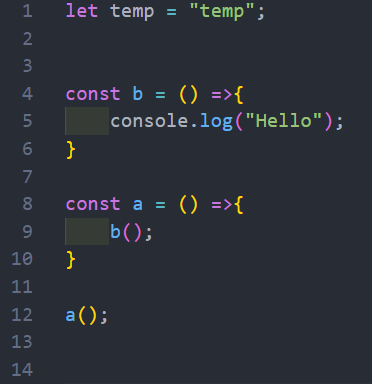 1 let temp = "temp";
2
3
4 const b = () =>{
5     console.log("Hello");
6 }
7
8 const a = () =>{
9     b();
10 }
11
12 a();
13
14